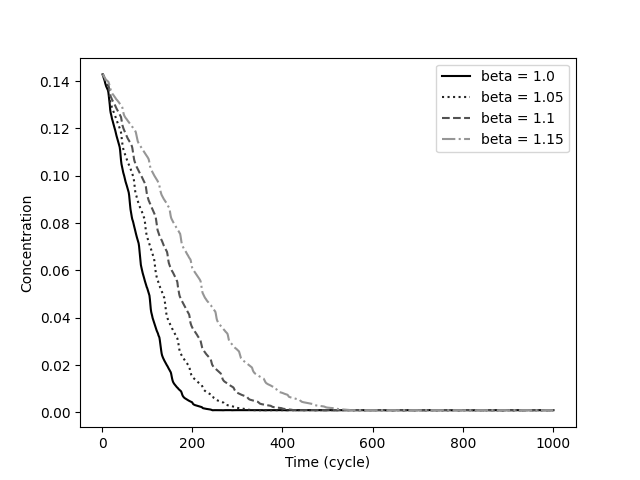 beta = 1.0
beta = 1.05
beta = 1.1
beta = 1.15
0.14
0.12
0.10
0.08
0.06
0.04
0.02
0.00
Concentration
0 200 400 600 800 1000
Time (cycle)